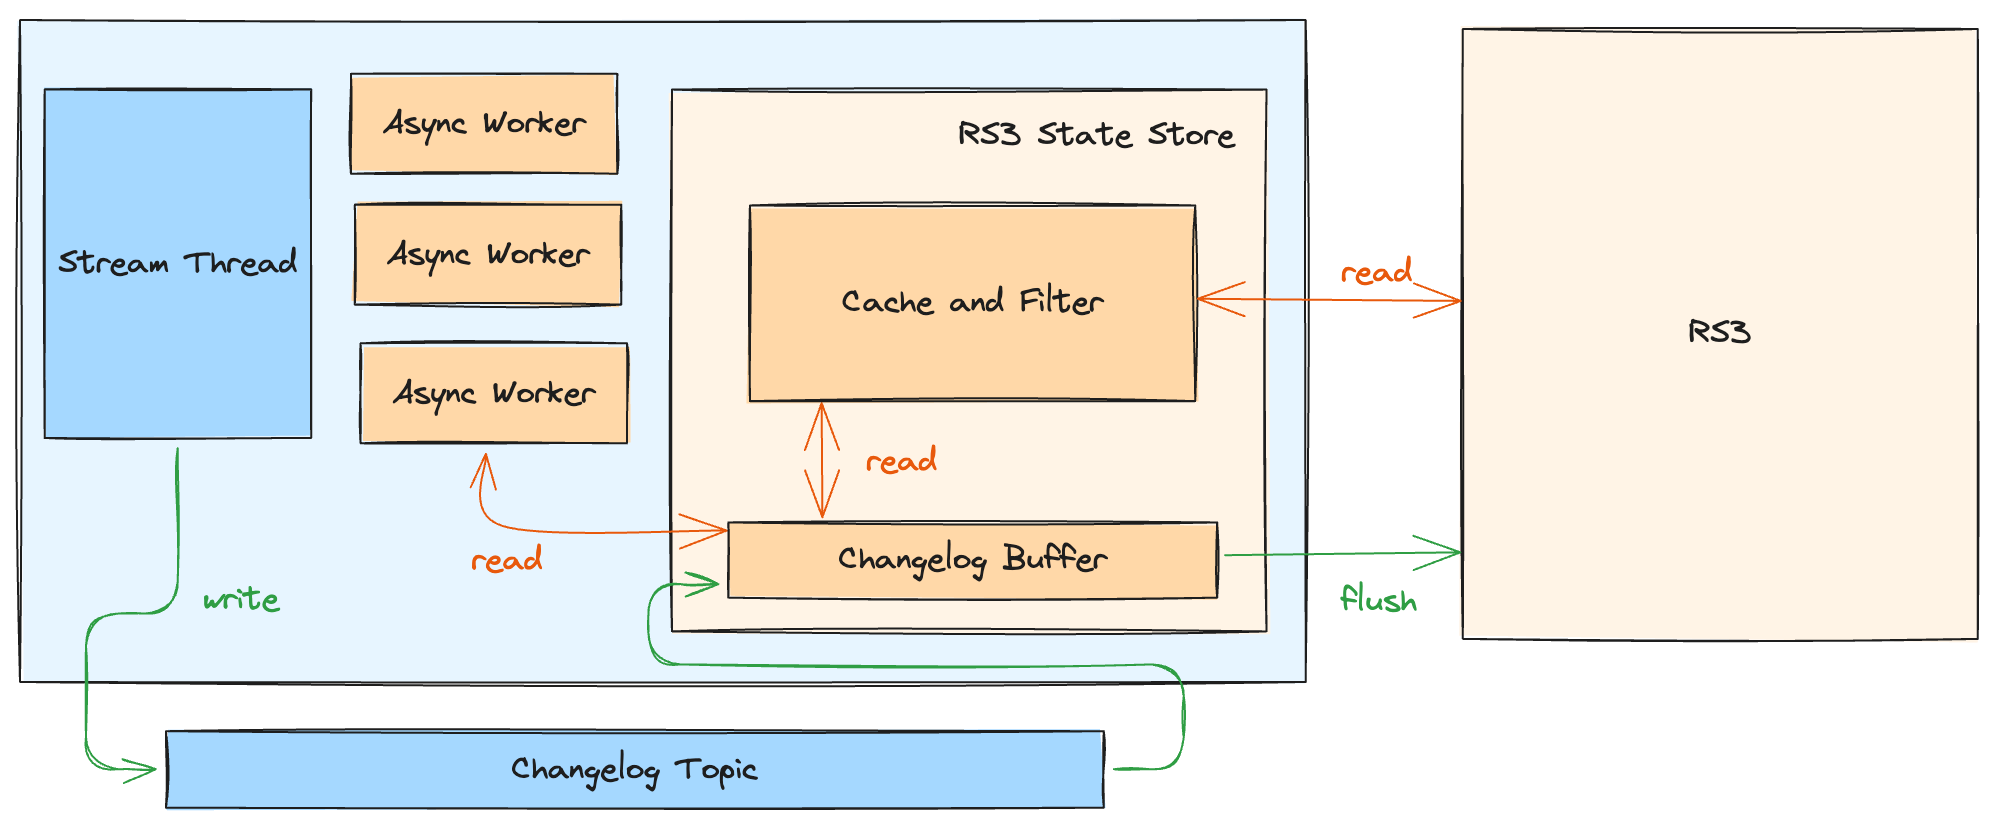 Stream Thread
Async Worker
Async Worker
Async Worker
RS3 State Store
Cache and Filter
read
read
read
Changelog Buffer
RS3
flush
write
Changelog Topic